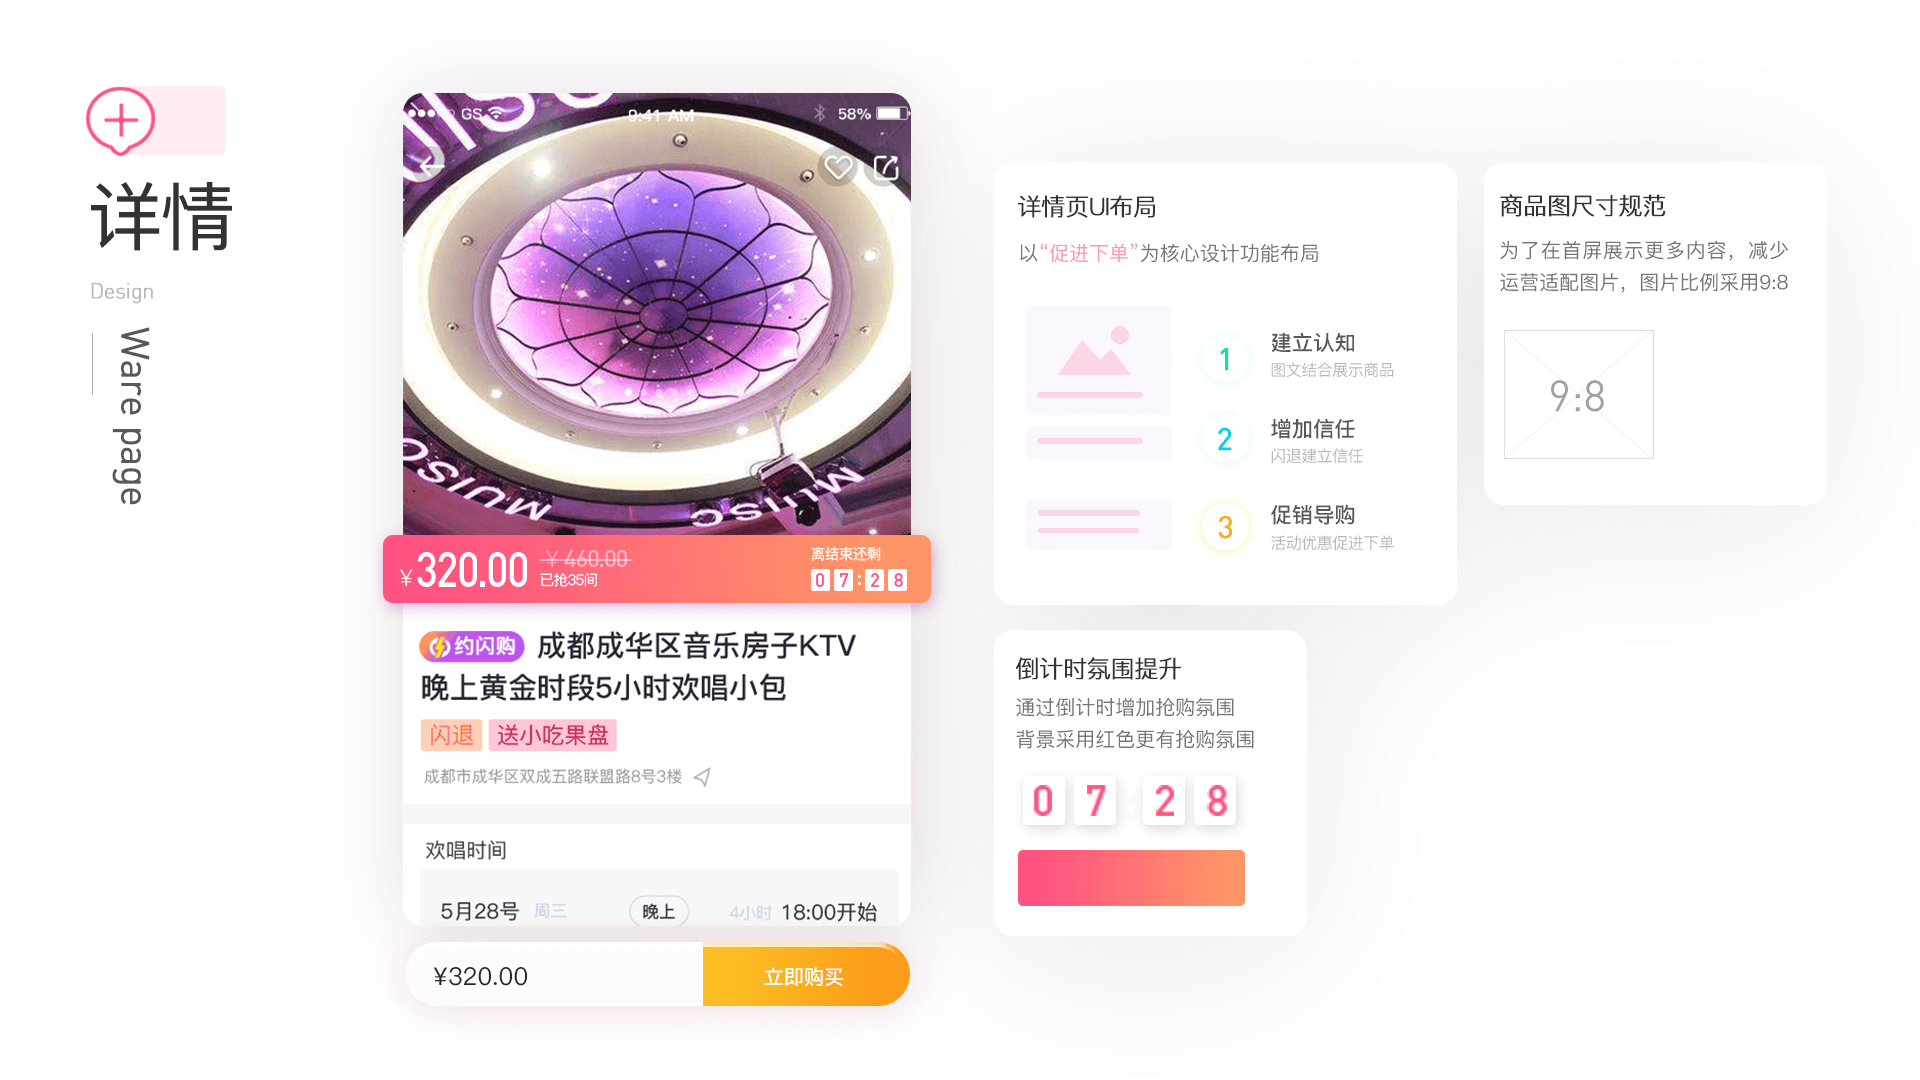 详情
Design
Ware page
GS
9:41 AM
58%
MUISC
MUISC
¥320.00
¥460.00
已抢35间
离结束还剩
07:28
约闪购 成都成华区音乐房子KTV
晚上黄金时段5小时欢唱小包
闪退 送小吃果盘
成都市成华区双成五路联盟路8号3楼
欢唱时间
5月28号 周三 晚上 4小时 18:00开始
¥320.00 立即购买
详情页UI布局
以“促进下单”为核心设计功能布局
1 建立认知
图文结合展示商品
2 增加信任
闪退建立信任
3 促销导购
活动优惠促进下单
商品图尺寸规范
为了在首屏展示更多内容，减少
运营适配图片，图片比例采用9:8
9:8
倒计时氛围提升
通过倒计时增加抢购氛围
背景采用红色更有抢购氛围
07:28